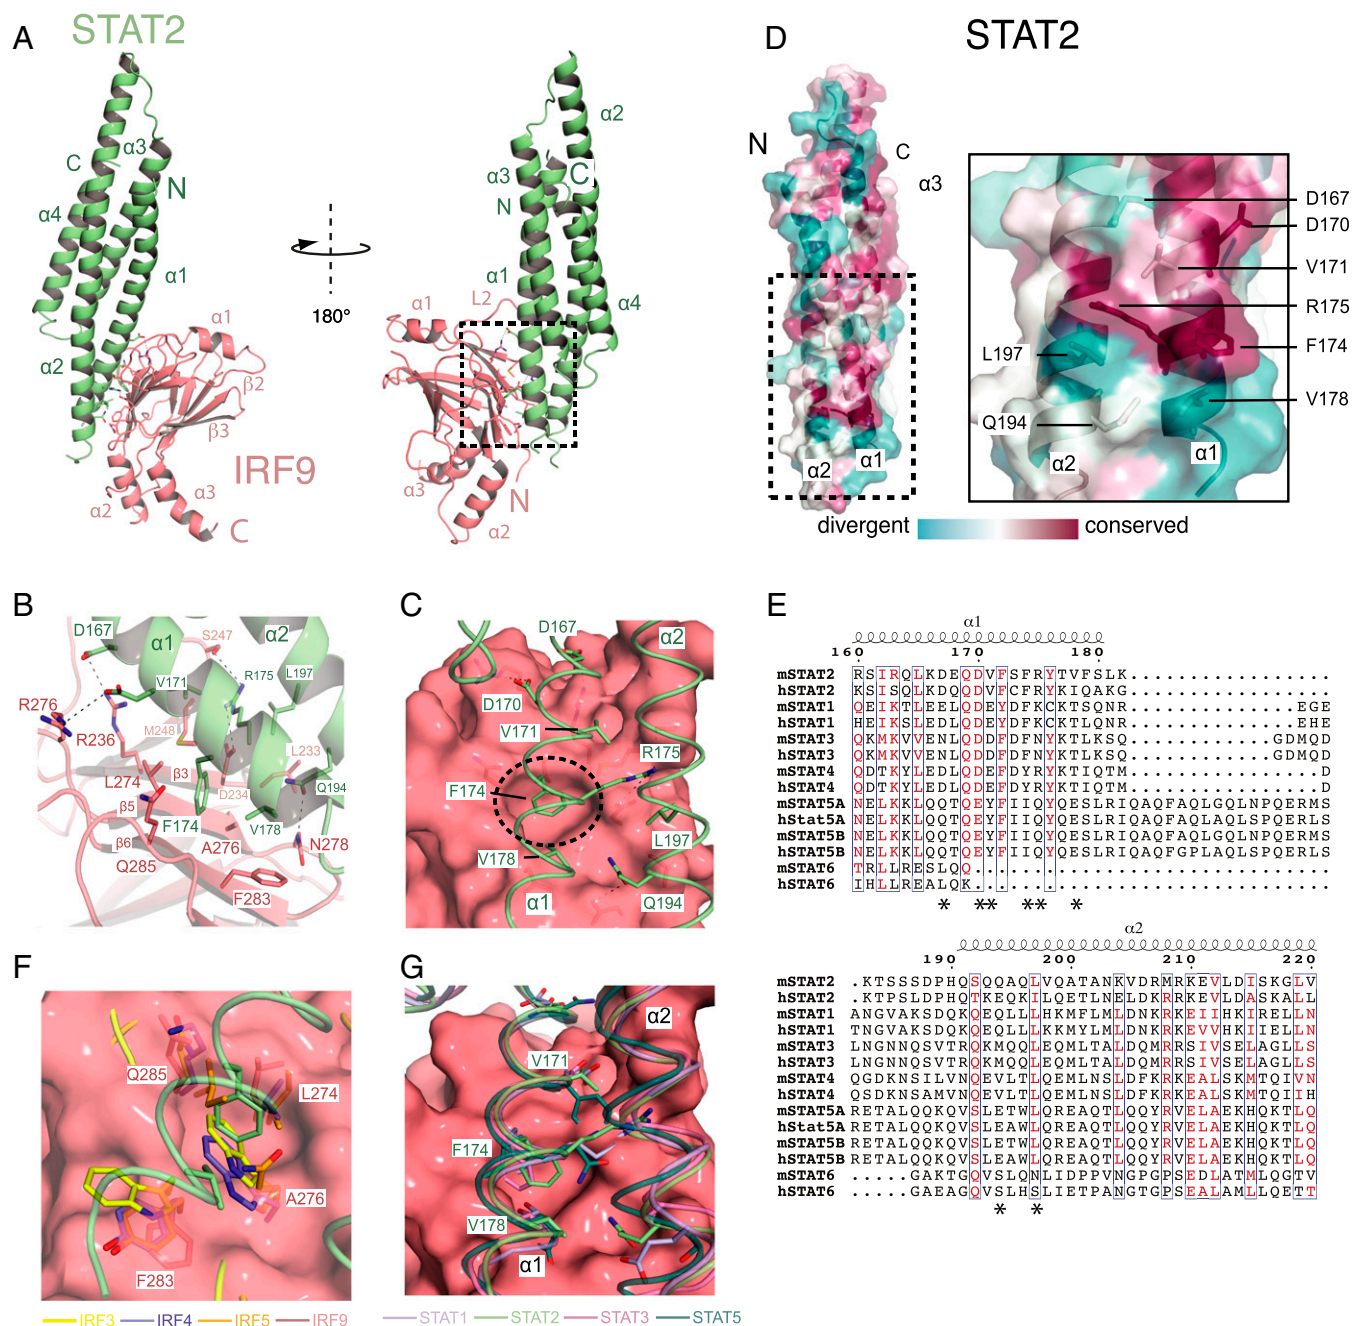 A
STAT2
α3
C
N
α4
α1
α2
α1
β2
β3
IRF9
α3
α2
C
180°
α2
α3
C
N
α1
α4
α1
L2
α3
N
α2
D
STAT2
N
C
α3
α2
α1
D167
D170
V171
R175
F174
V178
L197
Q194
α2
α1
divergent
conserved
B
D167
α1
S247
α2
V171
R175
L197
R276
R236
M248
L233
L274
β3
D234
Q194
β5
F174
V178
β6
A276
N278
Q285
F283
C
D167
α2
D170
V171
R175
F174
L197
V178
α1
Q194
E
α1
160 170 180
mSTAT2 RSIRQLKDEQDVFSFRYTVFSLK.................
hSTAT2 KSISQLKDQQDVFCFRYKIQAKG.................
mSTAT1 QEIKTLEELQDEYDFKCKTSQNR..............EGE
hSTAT1 HEIKSLEDLQDEYDFKCKTLQNR..............EHE
mSTAT3 QKMKVVENLQDDFDFNYKTLKSQ............GDMQD
hSTAT3 QKMKVVENLQDDFDFNYKTLKSQ............GDMQD
mSTAT4 QDTKYLEDLQDEFDYRYKTIQTM................D
hSTAT4 QDTKYLEDLQDEFDYRYKTIQTM................D
mSTAT5A NELKKLQQTQEYFIIQYQESLRIQAQFAQLGQLNPQERMS
hStat5A NELKKLQQTQEYFIIQYQESLRIQAQFAQLAQLSPQERLS
mSTAT5B NELKKLQQTQEYFIIQYQESLRIQAQFAQLGQLNPQERMS
hSTAT5B NELKKLQQTQEYFIIQYQESLRIQAQFGPLAQLSPQERLS
mSTAT6 TRLLRESLQQ..............................
hSTAT6 IHLLREALQK..............................
* ** ** *
α2
190 200 210 220
mSTAT2 .KTSSSDPHQSQQAQLVQATANKVDRMRKEVLDISKGLV
hSTAT2 .KTPSLDPHQTKEQKILQETLNELDKRRKEVLDASKALL
mSTAT1 ANGVAKSDQKQEQLLLHKMFLMLDNKRKEIIHKIRELLN
hSTAT1 TNGVAKSDQKQEQLLLKKMYLMLDNKRKEVVHKIIELLN
mSTAT3 LNGNNQSVTRQKMQQLEQMLTALDQMRRSIVSELAGLLS
hSTAT3 LNGNNQSVTRQKMQQLEQMLTALDQMRRSIVSELAGLLS
mSTAT4 QGDKNSILVNQEVLTLQEMLNSLDFKRKEALSKMTQIVN
hSTAT4 QGDKNSAMVNQEVLTLQEMLNSLDFKRKEALSKMTQIIH
mSTAT5A RETALQQKQVSLETWLQREAQTLQQYRVELAEKHQKTLQ
hStat5A RETALQQKQVSLEAWLQREAQTLQQYRVELAEKHQKTLQ
mSTAT5B RETALQQKQVSLETWLQREAQTLQQYRVELAEKHQKTLQ
hSTAT5B RETALQQKQVSLEAWLQREAQTLQQYRVELAEKHQKTLQ
mSTAT6 .....GAKTGQVSLQNLIDPPVNGPSEDLATMLQGTV
hSTAT6 .....GAEAGQVSLHSLIETPANGTGPSEALAMLLQETT
* *
F
Q285
L274
A276
F283
IRF3 IRF4 IRF5 IRF9
G
α2
V171
F174
V178
α1
STAT1 STAT2 STAT3 STAT5